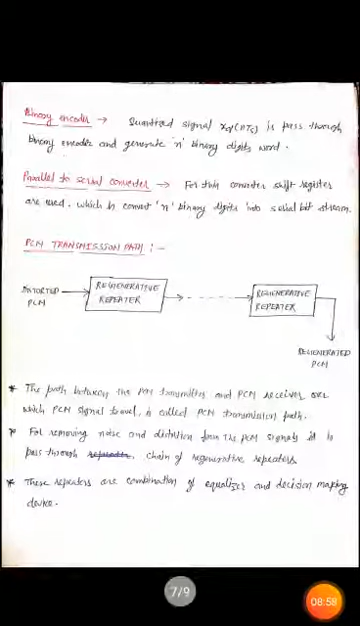 Binary encoder → Quantized signal xq(nTs) is pass through
binary encoder and generate 'n' binary digits word.
Parallel to serial converter → For this converter shift register
are used. which is convert 'n' binary digits into serial bit stream.
PCM TRANSMISSSON PATH :-
DISTORTED
PCM
REGENERATIVE
REPEATER
REGENERATIVE
REPEATER
REGENERATED
PCM
* The path between the PCM transmitter and PCM receiver over
which PCM signal travel, is called PCM transmission path.
* For removing noise and distortion from the PCM signals it is
pass through chain of regenerative repeaters.
* These repeaters are combination of equalizer and decision making
device.
7/9
08:58